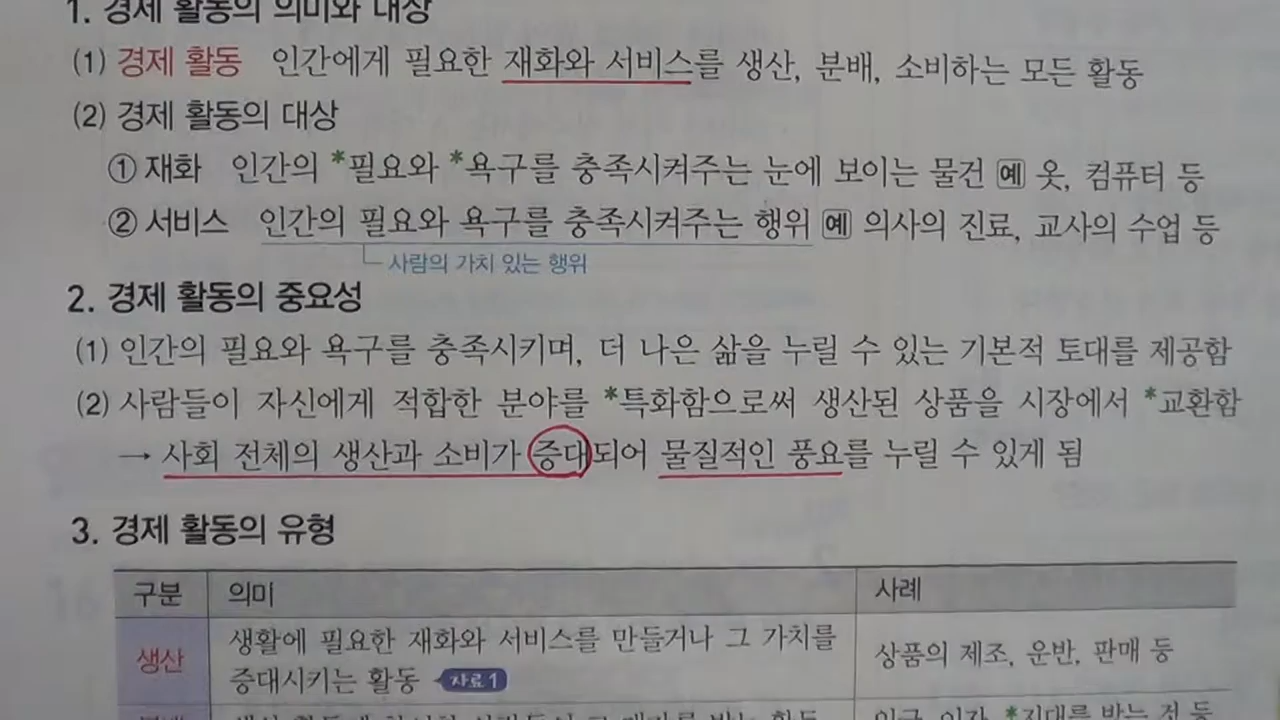 1. 경제 활동의 의미와 대상
(1) 경제 활동 인간에게 필요한 재화와 서비스를 생산, 분배, 소비하는 모든 활동
(2) 경제 활동의 대상
① 재화 인간의 *필요와 *욕구를 충족시켜주는 눈에 보이는 물건 예 옷, 컴퓨터 등
② 서비스 인간의 필요와 욕구를 충족시켜주는 행위 예 의사의 진료, 교사의 수업 등
사람의 가치 있는 행위
2. 경제 활동의 중요성
(1) 인간의 필요와 욕구를 충족시키며, 더 나은 삶을 누릴 수 있는 기본적 토대를 제공함
(2) 사람들이 자신에게 적합한 분야를 *특화함으로써 생산된 상품을 시장에서 *교환함
→ 사회 전체의 생산과 소비가 증대되어 물질적인 풍요를 누릴 수 있게 됨
3. 경제 활동의 유형
구분 의미 사례
생산 생활에 필요한 재화와 서비스를 만들거나 그 가치를 증대시키는 활동 자료1 상품의 제조, 운반, 판매 등